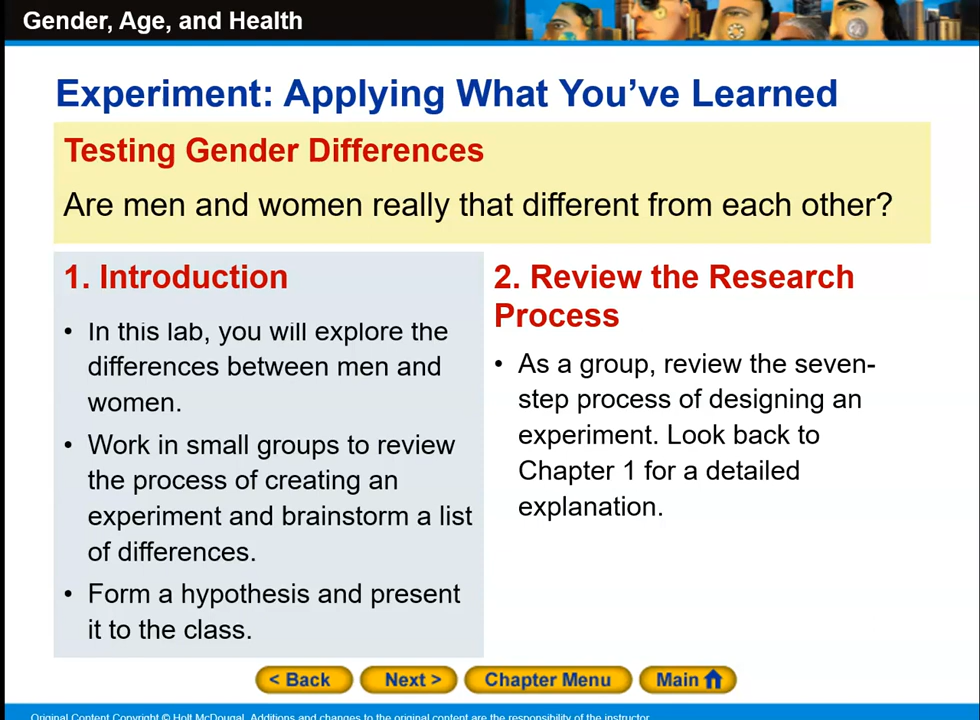 Gender, Age, and Health
Experiment: Applying What You’ve Learned
Testing Gender Differences
Are men and women really that different from each other?
1. Introduction
• In this lab, you will explore the
differences between men and
women.
• Work in small groups to review
the process of creating an
experiment and brainstorm a list
of differences.
• Form a hypothesis and present
it to the class.
2. Review the Research
Process
• As a group, review the seven-
step process of designing an
experiment. Look back to
Chapter 1 for a detailed
explanation.
< Back
Next >
Chapter Menu
Main
Original Content Copyright © Holt McDougal. Additions and changes to the original content are the responsibility of the instructor.